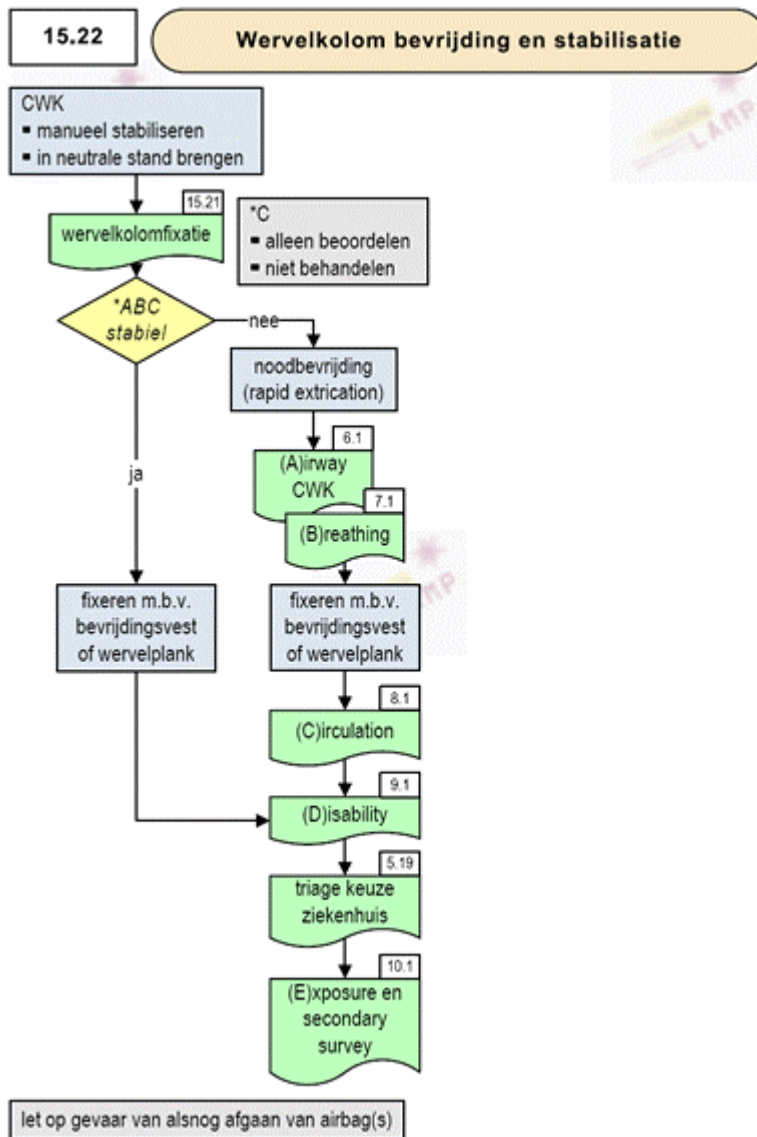 15.22
Wervelkolom bevrijding en stabilisatie
CWK
▪ manueel stabiliseren
▪ in neutrale stand brengen
15.21
wervelkolomfixatie
*C
▪ alleen beoordelen
▪ niet behandelen
*ABC
stabiel
nee
noodbevrijding
(rapid extrication)
6.1
(A)irway
CWK
7.1
(B)reathing
ja
fixeren m.b.v.
bevrijdingsvest
of wervelplank
fixeren m.b.v.
bevrijdingsvest
of wervelplank
8.1
(C)irculation
9.1
(D)isability
5.19
triage keuze
ziekenhuis
10.1
(E)xposure en
secondary
survey
let op gevaar van alsnog afgaan van airbag(s)
LAMP